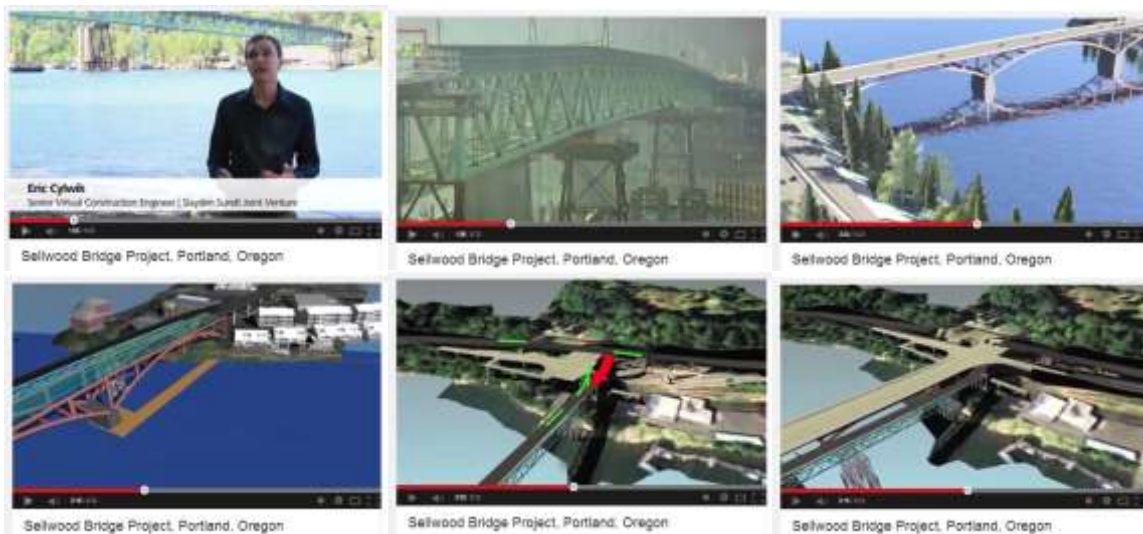 Eric Cylwik
Senior Virtual Construction Engineer | Slayden Sundt Joint Venture
Sellwood Bridge Project, Portland, Oregon
Sellwood Bridge Project, Portland, Oregon
Sellwood Bridge Project, Portland, Oregon
Sellwood Bridge Project, Portland, Oregon
Sellwood Bridge Project, Portland, Oregon
Sellwood Bridge Project, Portland, Oregon